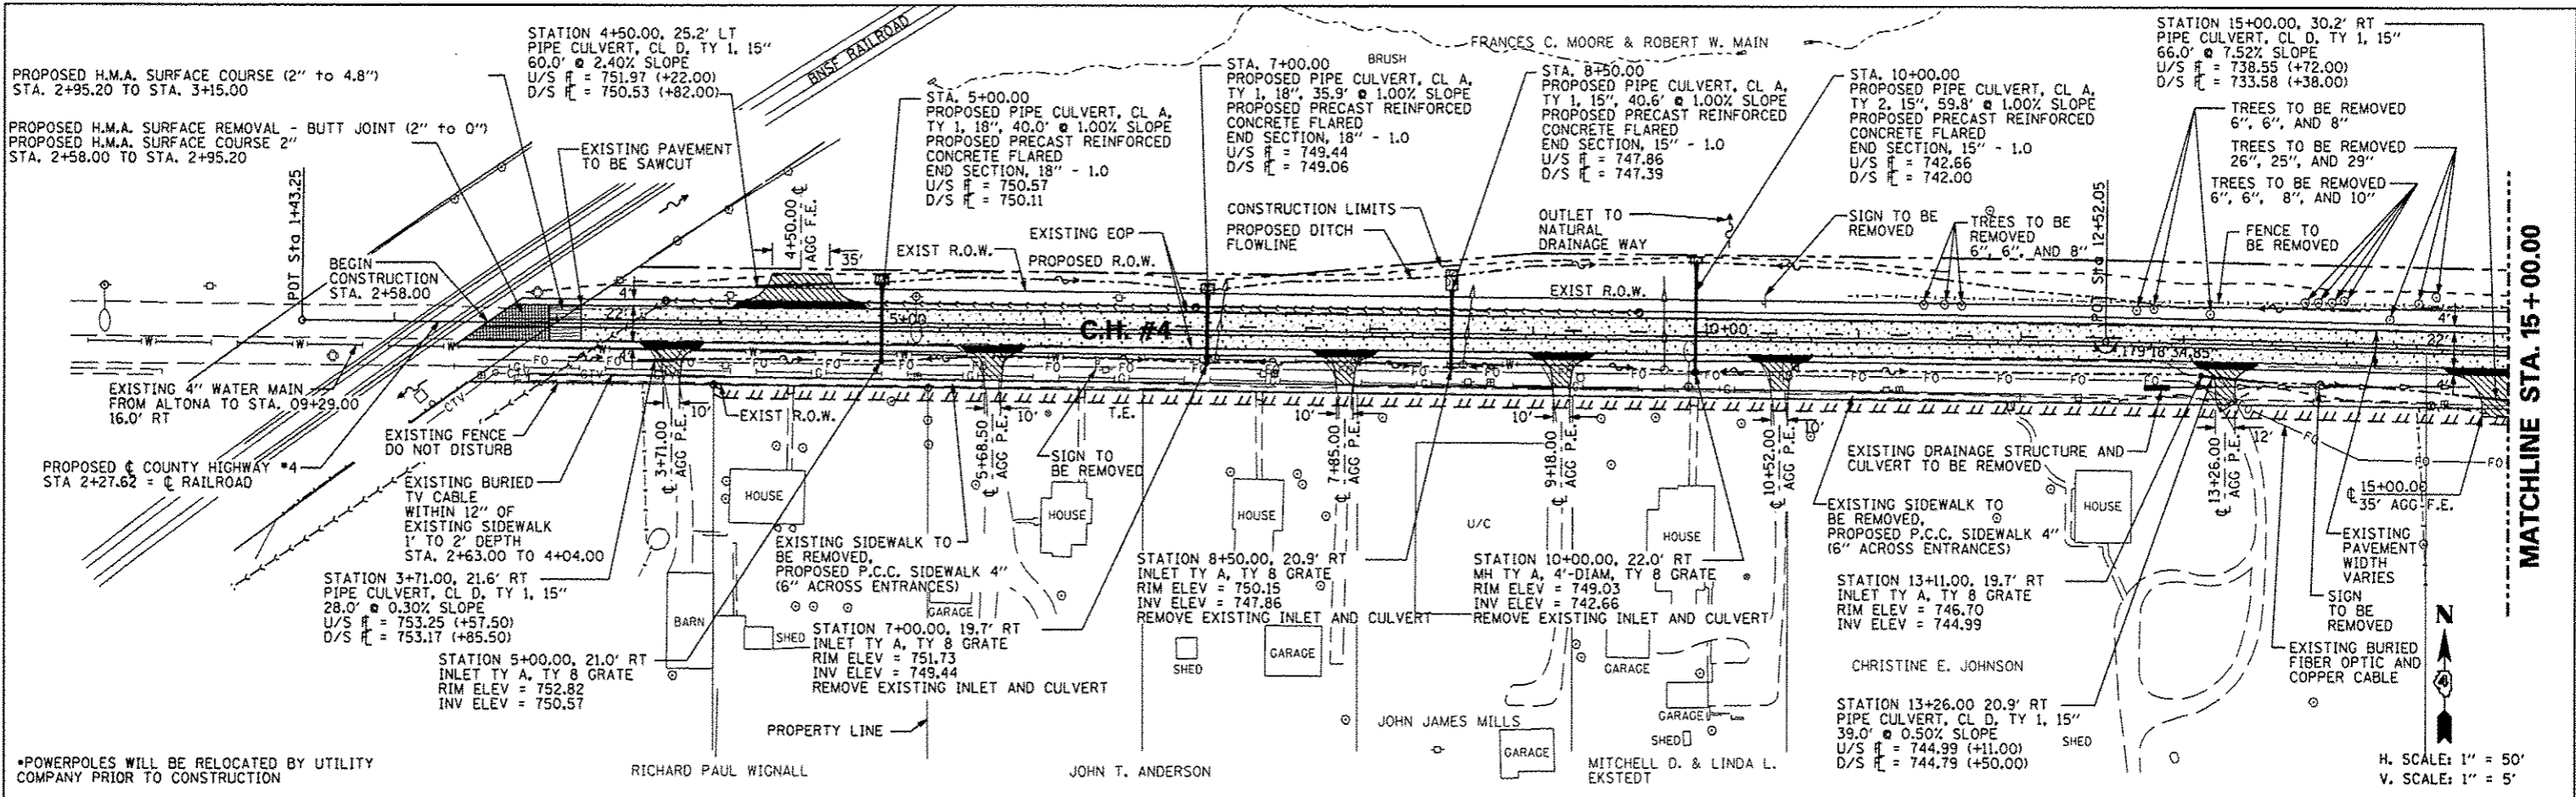 PROPOSED H.M.A. SURFACE COURSE (2" to 4.8")
STA. 2+95.20 TO STA. 3+15.00
PROPOSED H.M.A. SURFACE REMOVAL - BUTT JOINT (2" to 0")
PROPOSED H.M.A. SURFACE COURSE 2"
STA. 2+58.00 TO STA. 2+95.20
STATION 4+50.00, 25.2' LT
PIPE CULVERT, CL D, TY 1, 15"
60.0' @ 2.40% SLOPE
U/S FL = 751.97 (+22.00)
D/S FL = 750.53 (+82.00)
BNSF RAILROAD
EXISTING PAVEMENT
TO BE SAWCUT
STA. 5+00.00
PROPOSED PIPE CULVERT, CL A,
TY 1, 18", 40.0' @ 1.00% SLOPE
PROPOSED PRECAST REINFORCED
CONCRETE FLARED
END SECTION, 18" - 1.0
U/S FL = 750.57
D/S FL = 750.11
STA. 7+00.00
PROPOSED PIPE CULVERT, CL A,
TY 1, 18", 35.9' @ 1.00% SLOPE
PROPOSED PRECAST REINFORCED
CONCRETE FLARED
END SECTION, 18" - 1.0
U/S FL = 749.44
D/S FL = 749.06
BRUSH
FRANCES C. MOORE & ROBERT W. MAIN
STA. 8+50.00
PROPOSED PIPE CULVERT, CL A,
TY 1, 15", 40.6' @ 1.00% SLOPE
PROPOSED PRECAST REINFORCED
CONCRETE FLARED
END SECTION, 15" - 1.0
U/S FL = 747.86
D/S FL = 747.39
STA. 10+00.00
PROPOSED PIPE CULVERT, CL A,
TY 2, 15", 59.8' @ 1.00% SLOPE
PROPOSED PRECAST REINFORCED
CONCRETE FLARED
END SECTION, 15" - 1.0
U/S FL = 742.66
D/S FL = 742.00
STATION 15+00.00, 30.2' RT
PIPE CULVERT, CL D, TY 1, 15"
66.0' @ 7.52% SLOPE
U/S FL = 738.55 (+72.00)
D/S FL = 733.58 (+38.00)
TREES TO BE REMOVED
6", 6", AND 8"
TREES TO BE REMOVED
26", 25", AND 29"
TREES TO BE REMOVED
6", 6", 8", AND 10"
POT Sta 1+43.25
BEGIN
CONSTRUCTION
STA. 2+58.00
4+50.00
AGG F.E.
35'
EXIST R.O.W.
EXISTING EOP
PROPOSED R.O.W.
CONSTRUCTION LIMITS
PROPOSED DITCH
FLOWLINE
OUTLET TO
NATURAL
DRAINAGE WAY
EXIST R.O.W.
SIGN TO BE
REMOVED
TREES TO BE
REMOVED
6", 6", AND 8"
POT Sta 12+52.05
FENCE TO
BE REMOVED
MATCHLINE STA. 15+00.00
4'
22'
4'
5+00
C.H. #4
10+00
179°18'34.85"
4'
22'
4'
EXISTING 4" WATER MAIN
FROM ALTONA TO STA. 09+29.00
16.0' RT
EXISTING FENCE
DO NOT DISTURB
PROPOSED CL COUNTY HIGHWAY #4
STA 2+27.62 = CL RAILROAD
EXISTING BURIED
TV CABLE
WITHIN 12" OF
EXISTING SIDEWALK
1' TO 2' DEPTH
STA. 2+63.00 TO 4+04.00
CTV
10'
3+71.00
AGG P.E.
EXIST R.O.W.
10'
5+68.50
AGG P.E.
T.E.
SIGN TO
BE REMOVED
10'
7+85.00
AGG P.E.
10'
9+18.00
AGG P.E.
10'
10+52.00
AGG P.E.
12'
13+26.00
AGG P.E.
HOUSE
HOUSE
HOUSE
HOUSE
HOUSE
U/C
EXISTING DRAINAGE STRUCTURE AND
CULVERT TO BE REMOVED
CL 15+00.00
35' AGG F.E.
EXISTING SIDEWALK TO
BE REMOVED,
PROPOSED P.C.C. SIDEWALK 4"
(6" ACROSS ENTRANCES)
EXISTING
PAVEMENT
WIDTH
VARIES
SIGN
TO BE
REMOVED
EXISTING BURIED
FIBER OPTIC AND
COPPER CABLE
STATION 3+71.00, 21.6' RT
PIPE CULVERT, CL D, TY 1, 15"
28.0' @ 0.30% SLOPE
U/S FL = 753.25 (+57.50)
D/S FL = 753.17 (+85.50)
EXISTING SIDEWALK TO
BE REMOVED,
PROPOSED P.C.C. SIDEWALK 4"
(6" ACROSS ENTRANCES)
STATION 8+50.00, 20.9' RT
INLET TY A, TY 8 GRATE
RIM ELEV = 750.15
INV ELEV = 747.86
REMOVE EXISTING INLET AND CULVERT
STATION 10+00.00, 22.0' RT
MH TY A, 4'-DIAM, TY 8 GRATE
RIM ELEV = 749.03
INV ELEV = 742.66
REMOVE EXISTING INLET AND CULVERT
STATION 13+11.00, 19.7' RT
INLET TY A, TY 8 GRATE
RIM ELEV = 746.70
INV ELEV = 744.99
STATION 5+00.00, 21.0' RT
INLET TY A, TY 8 GRATE
RIM ELEV = 752.82
INV ELEV = 750.57
BARN
SHED
GARAGE
STATION 7+00.00, 19.7' RT
INLET TY A, TY 8 GRATE
RIM ELEV = 751.73
INV ELEV = 749.44
REMOVE EXISTING INLET AND CULVERT
SHED
GARAGE
GARAGE
CHRISTINE E. JOHNSON
STATION 13+26.00 20.9' RT
PIPE CULVERT, CL D, TY 1, 15"
39.0' @ 0.50% SLOPE
U/S FL = 744.99 (+11.00)
D/S FL = 744.79 (+50.00)
SHED
PROPERTY LINE
JOHN JAMES MILLS
GARAGE
GARAGE
SHED
*POWERPOLES WILL BE RELOCATED BY UTILITY
COMPANY PRIOR TO CONSTRUCTION
RICHARD PAUL WIGNALL
JOHN T. ANDERSON
MITCHELL D. & LINDA L.
EKSTEDT
N
4
H. SCALE: 1" = 50'
V. SCALE: 1" = 5'